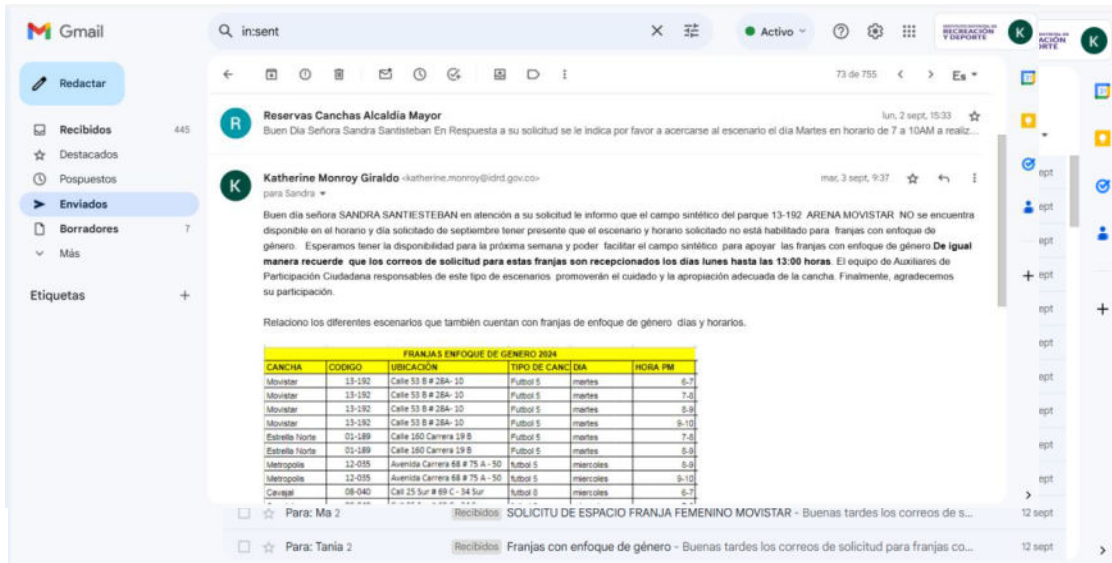 Gmail
in:sent
Activo
RECREACIÓN
Y DEPORTE
K
K
Redactar
73 de 755
Es
Recibidos 445
Destacados
Pospuestos
Enviados
Borradores 7
Más
Etiquetas
R
Reservas Canchas Alcaldía Mayor
lun, 2 sept, 15:33
Buen Dia Señora Sandra Santisteban En Respuesta a su solicitud se le indica por favor a acercarse al escenario el día Martes en horario de 7 a 10AM a realiz...
K
Katherine Monroy Giraldo <katherine.monroy@idrd.gov.co>
mar, 3 sept, 9:37
para Sandra
Buen día señora SANDRA SANTIESTEBAN en atención a su solicitud le informo que el campo sintético del parque 13-192 ARENA MOVISTAR NO se encuentra
disponible en el horario y día solicitado de septiembre tener presente que el escenario y horario solicitado no está habilitado para franjas con enfoque de
género. Esperamos tener la disponibilidad para la próxima semana y poder facilitar el campo sintético para apoyar las franjas con enfoque de género.De igual
manera recuerde que los correos de solicitud para estas franjas son recepcionados los días lunes hasta las 13:00 horas. El equipo de Auxiliares de
Participación Ciudadana responsables de este tipo de escenarios promoverán el cuidado y la apropiación adecuada de la cancha. Finalmente, agradecemos
su participación.
Relaciono los diferentes escenarios que también cuentan con franjas de enfoque de género días y horarios.
FRANJAS ENFOQUE DE GENERO 2024
CANCHA CODIGO UBICACIÓN TIPO DE CANC DIA HORA PM
Movistar 13-192 Calle 53 B # 28A- 10 Futbol 5 martes 6-7
Movistar 13-192 Calle 53 B # 28A- 10 Futbol 5 martes 7-8
Movistar 13-192 Calle 53 B # 28A- 10 Futbol 5 martes 8-9
Movistar 13-192 Calle 53 B # 28A- 10 Futbol 5 martes 9-10
Estrella Norte 01-189 Calle 160 Carrera 19 B Futbol 5 martes 7-8
Estrella Norte 01-189 Calle 160 Carrera 19 B Futbol 5 martes 8-9
Metropolis 12-035 Avenida Carrera 68 # 75 A - 50 futbol 5 miercoles 8-9
Metropolis 12-035 Avenida Carrera 68 # 75 A - 50 futbol 5 miercoles 9-10
Cavajal 08-040 Call 25 Sur # 69 C - 34 Sur futbol 8 miercoles 6-7
Para: Ma 2 Recibidos SOLICITU DE ESPACIO FRANJA FEMENINO MOVISTAR - Buenas tardes los correos de s... 12 sept
Para: Tania 2 Recibidos Franjas con enfoque de género - Buenas tardes los correos de solicitud para franjas co... 12 sept